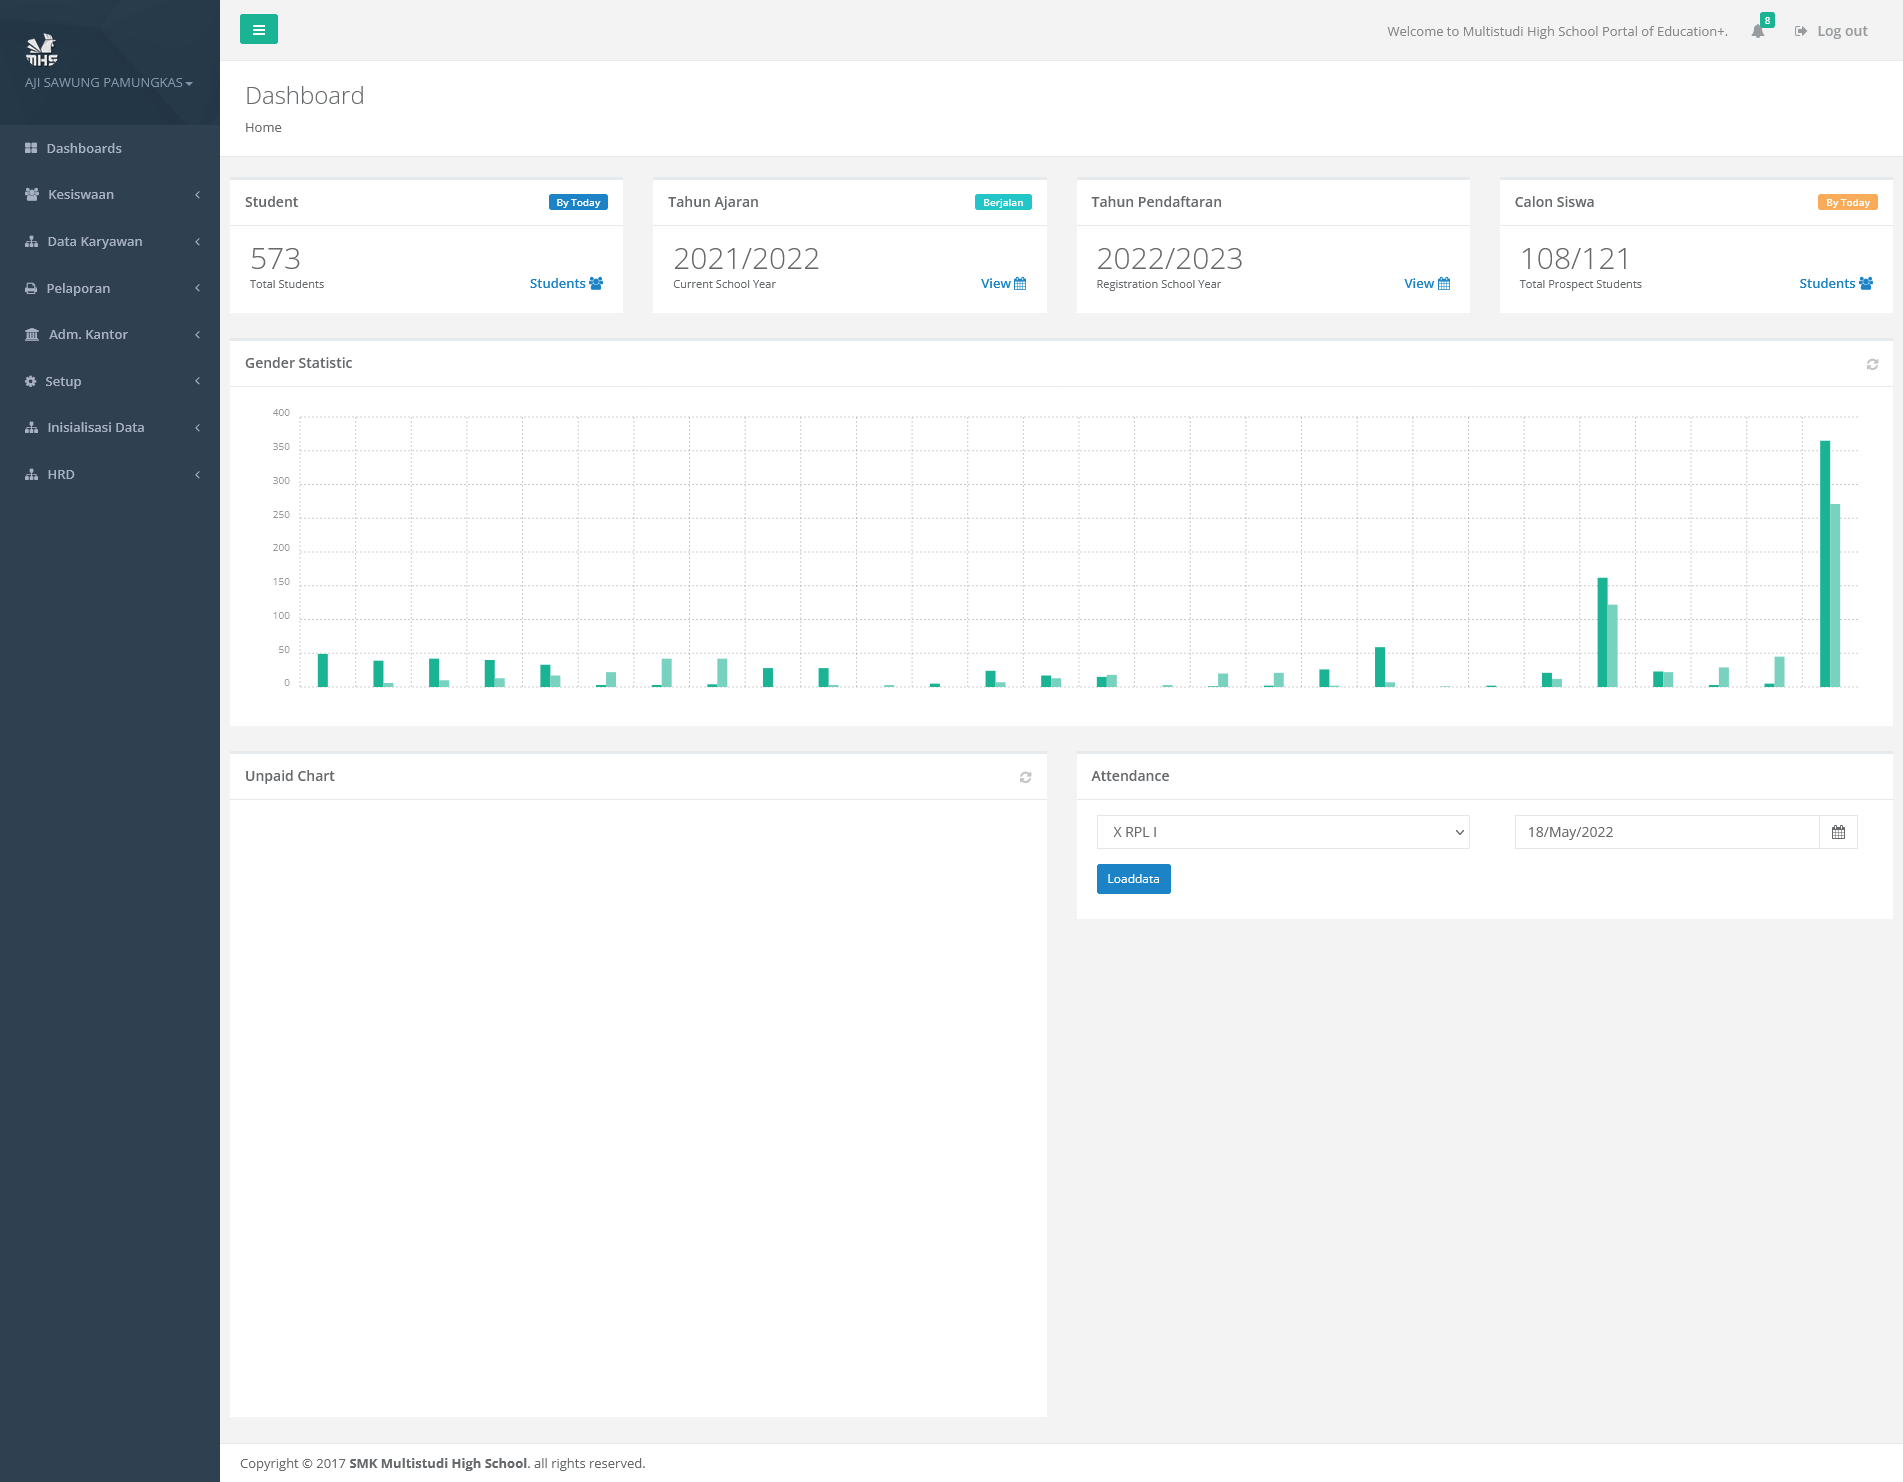 MHS
AJI SAWUNG PAMUNGKAS
Dashboards
Kesiswaan
Data Karyawan
Pelaporan
Adm. Kantor
Setup
Inisialisasi Data
HRD
Welcome to Multistudi High School Portal of Education+.
8
Log out
Dashboard
Home
Student
By Today
573
Total Students
Students
Tahun Ajaran
Berjalan
2021/2022
Current School Year
View
Tahun Pendaftaran
2022/2023
Registration School Year
View
Calon Siswa
By Today
108/121
Total Prospect Students
Students
Gender Statistic
400
350
300
250
200
150
100
50
0
Unpaid Chart
Attendance
X RPL I
18/May/2022
Loaddata
Copyright © 2017 SMK Multistudi High School. all rights reserved.